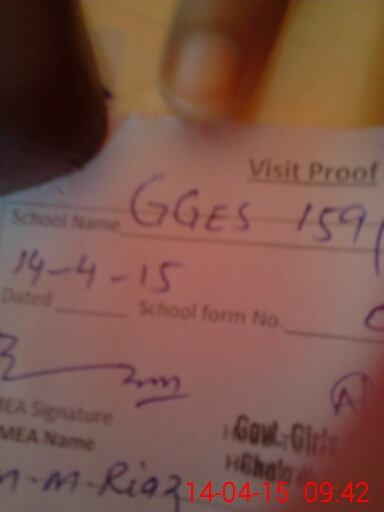 Visit Proof
School Name GGES 159
14-4-15
Dated School form No.
MEA Signature
MEA Name
Govt. Girls
M-M-Riaz
14-04-15 09:42